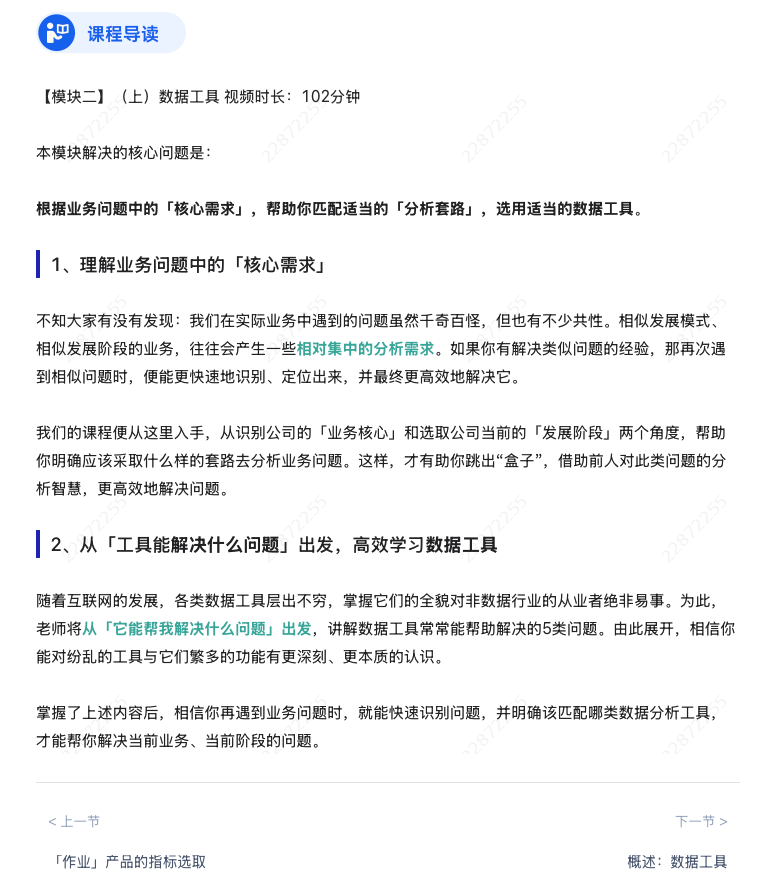 课程导读
【模块二】（上）数据工具 视频时长：102分钟
本模块解决的核心问题是：
根据业务问题中的「核心需求」，帮助你匹配适当的「分析套路」，选用适当的数据工具。
1、理解业务问题中的「核心需求」
不知大家有没有发现：我们在实际业务中遇到的问题虽然千奇百怪，但也有不少共性。相似发展模式、
相似发展阶段的业务，往往会产生一些相对集中的分析需求。如果你有解决类似问题的经验，那再次遇
到相似问题时，便能更快速地识别、定位出来，并最终更高效地解决它。
我们的课程便从这里入手，从识别公司的「业务核心」和选取公司当前的「发展阶段」两个角度，帮助
你明确应该采取什么样的套路去分析业务问题。这样，才有助你跳出“盒子”，借助前人对此类问题的分
析智慧，更高效地解决问题。
2、从「工具能解决什么问题」出发，高效学习数据工具
随着互联网的发展，各类数据工具层出不穷，掌握它们的全貌对非数据行业的从业者绝非易事。为此，
老师将从「它能帮我解决什么问题」出发，讲解数据工具常常能帮助解决的5类问题。由此展开，相信你
能对纷乱的工具与它们繁多的功能有更深刻、更本质的认识。
掌握了上述内容后，相信你再遇到业务问题时，就能快速识别问题，并明确该匹配哪类数据分析工具，
才能帮你解决当前业务、当前阶段的问题。
< 上一节
下一节 >
「作业」产品的指标选取
概述：数据工具
22872255